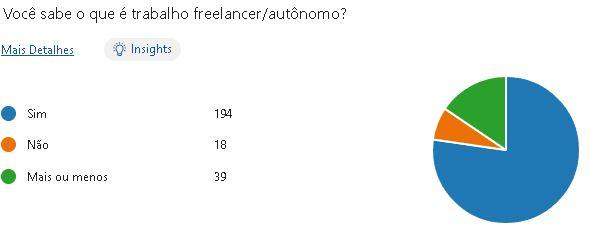 Você sabe o que é trabalho freelancer/autônomo?
Mais Detalhes
Insights
Sim 194
Não 18
Mais ou menos 39